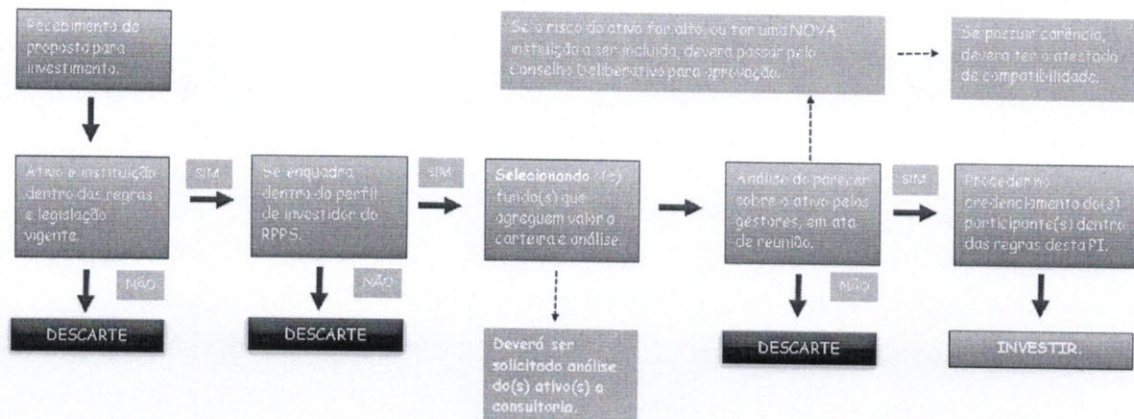 Recebimento de
proposta para
investimento.
Se o risco do ativo for alto, ou for uma NOVA
instituição a ser incluída, deverá passar pelo
Conselho Deliberativo para aprovação.
Se possuir carência,
deverá ter o atestado
de compatibilidade.
Ativo e instituição
dentro das regras
e legislação
vigente.
SIM
Se enquadra
dentro do perfil
de investidor do
RPPS.
SIM
Selecionando
fundo(s) que
agreguem valor a
carteira e análise.
Análise do parecer
sobre o ativo pelos
gestores, em ata
de reunião.
SIM
Proceder no
credenciamento do(s)
participante(s) dentro
das regras desta PI.
NÃO
NÃO
NÃO
DESCARTE
DESCARTE
Deverá ser
solicitado análise
do(s) ativo(s) a
consultoria.
DESCARTE
INVESTIR.